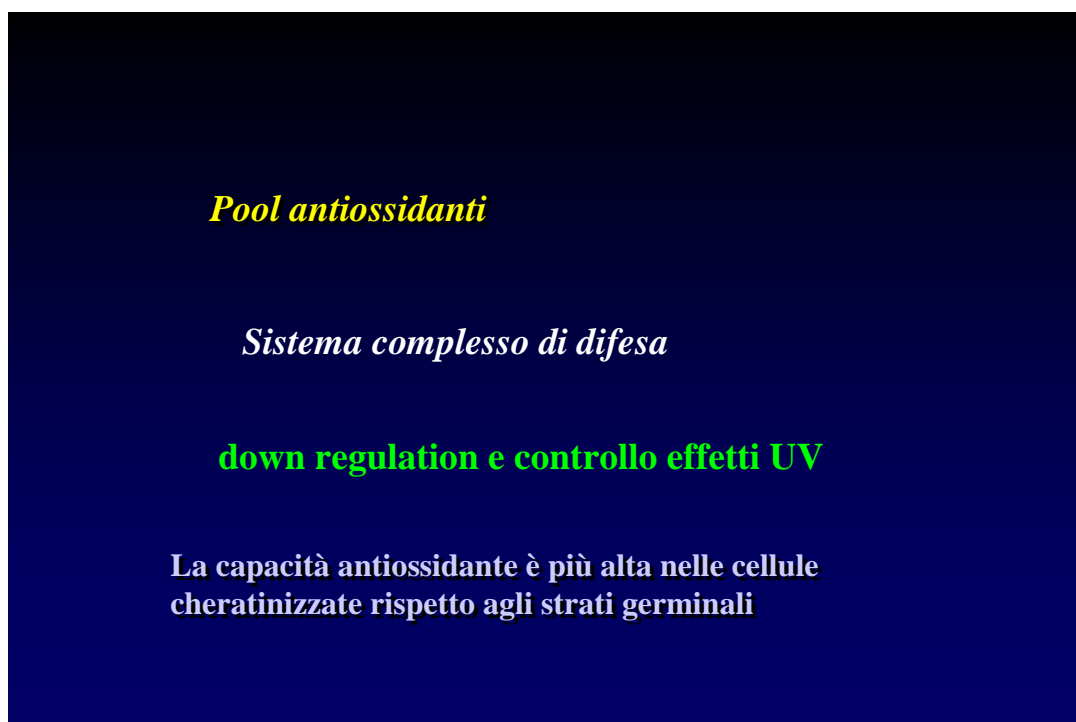 Pool antiossidanti
Sistema complesso di difesa
down regulation e controllo effetti UV
La capacità antiossidante è più alta nelle cellule
cheratinizzate rispetto agli strati germinali